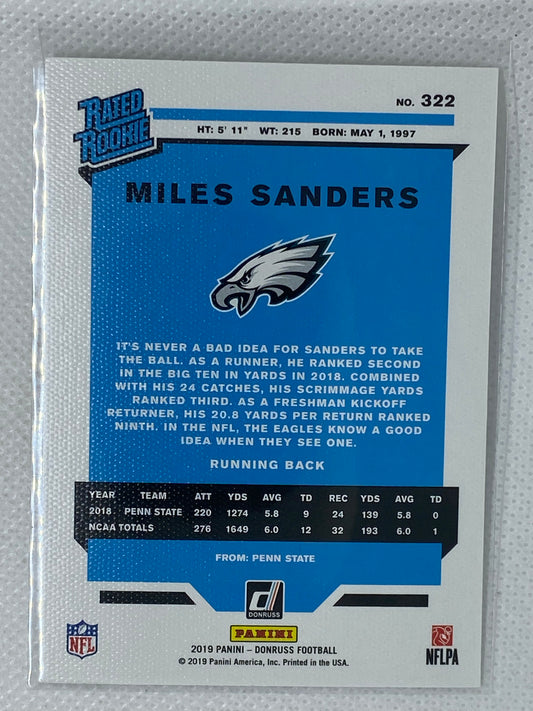 RATED
ROOKIE
NO. 322
HT: 5' 11" WT: 215 BORN: MAY 1, 1997
MILES SANDERS
IT'S NEVER A BAD IDEA FOR SANDERS TO TAKE
THE BALL. AS A RUNNER, HE RANKED SECOND
IN THE BIG TEN IN YARDS IN 2018. COMBINED
WITH HIS 24 CATCHES, HIS SCRIMMAGE YARDS
RANKED THIRD. AS A FRESHMAN KICKOFF
RETURNER, HIS 20.8 YARDS PER RETURN RANKED
NINTH. IN THE NFL, THE EAGLES KNOW A GOOD
IDEA WHEN THEY SEE ONE.
RUNNING BACK
YEAR TEAM ATT YDS AVG TD REC YDS AVG TD
2018 PENN STATE 220 1274 5.8 9 24 139 5.8 0
NCAA TOTALS 276 1649 6.0 12 32 193 6.0 1
FROM: PENN STATE
DONRUSS
PANINI
NFL
2019 PANINI – DONRUSS FOOTBALL
© 2019 Panini America, Inc. Printed in the USA.
NFLPA